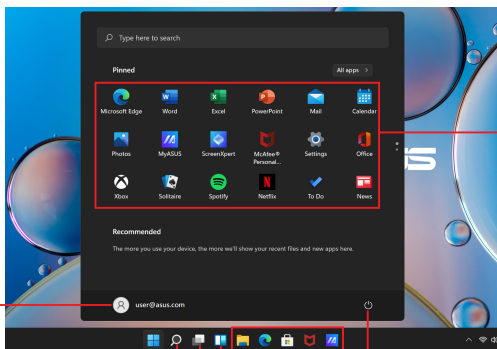 Type here to search
Pinned
All apps >
Microsoft Edge Word Excel PowerPoint Mail Calendar
Photos MyASUS ScreenXpert McAfee® Personal... Settings Office
Xbox Solitaire Spotify Netflix To Do News
Recommended
The more you use your device, the more we'll show your recent files and new apps here.
user@asus.com